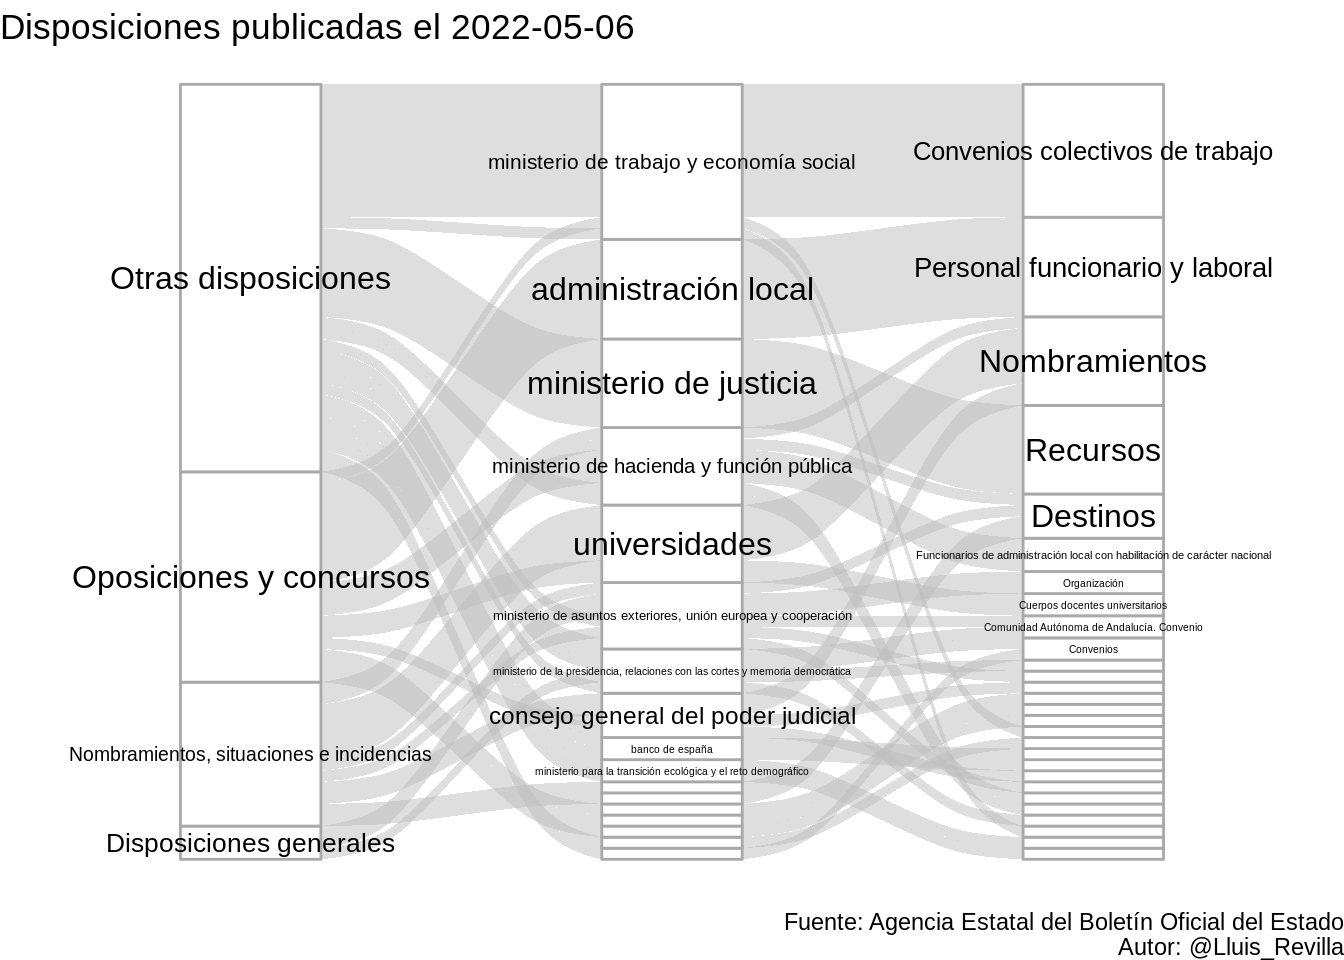 Disposiciones publicadas el 2022-05-06
Otras disposiciones
Oposiciones y concursos
Nombramientos, situaciones e incidencias
Disposiciones generales
ministerio de trabajo y economía social
administración local
ministerio de justicia
ministerio de hacienda y función pública
universidades
ministerio de asuntos exteriores, unión europea y cooperación
ministerio de la presidencia, relaciones con las cortes y memoria democrática
consejo general del poder judicial
banco de españa
ministerio para la transición ecológica y el reto demográfico
Convenios colectivos de trabajo
Personal funcionario y laboral
Nombramientos
Recursos
Destinos
Funcionarios de administración local con habilitación de carácter nacional
Organización
Cuerpos docentes universitarios
Comunidad Autónoma de Andalucía. Convenio
Convenios
Fuente: Agencia Estatal del Boletín Oficial del Estado
Autor: @Lluis_Revilla